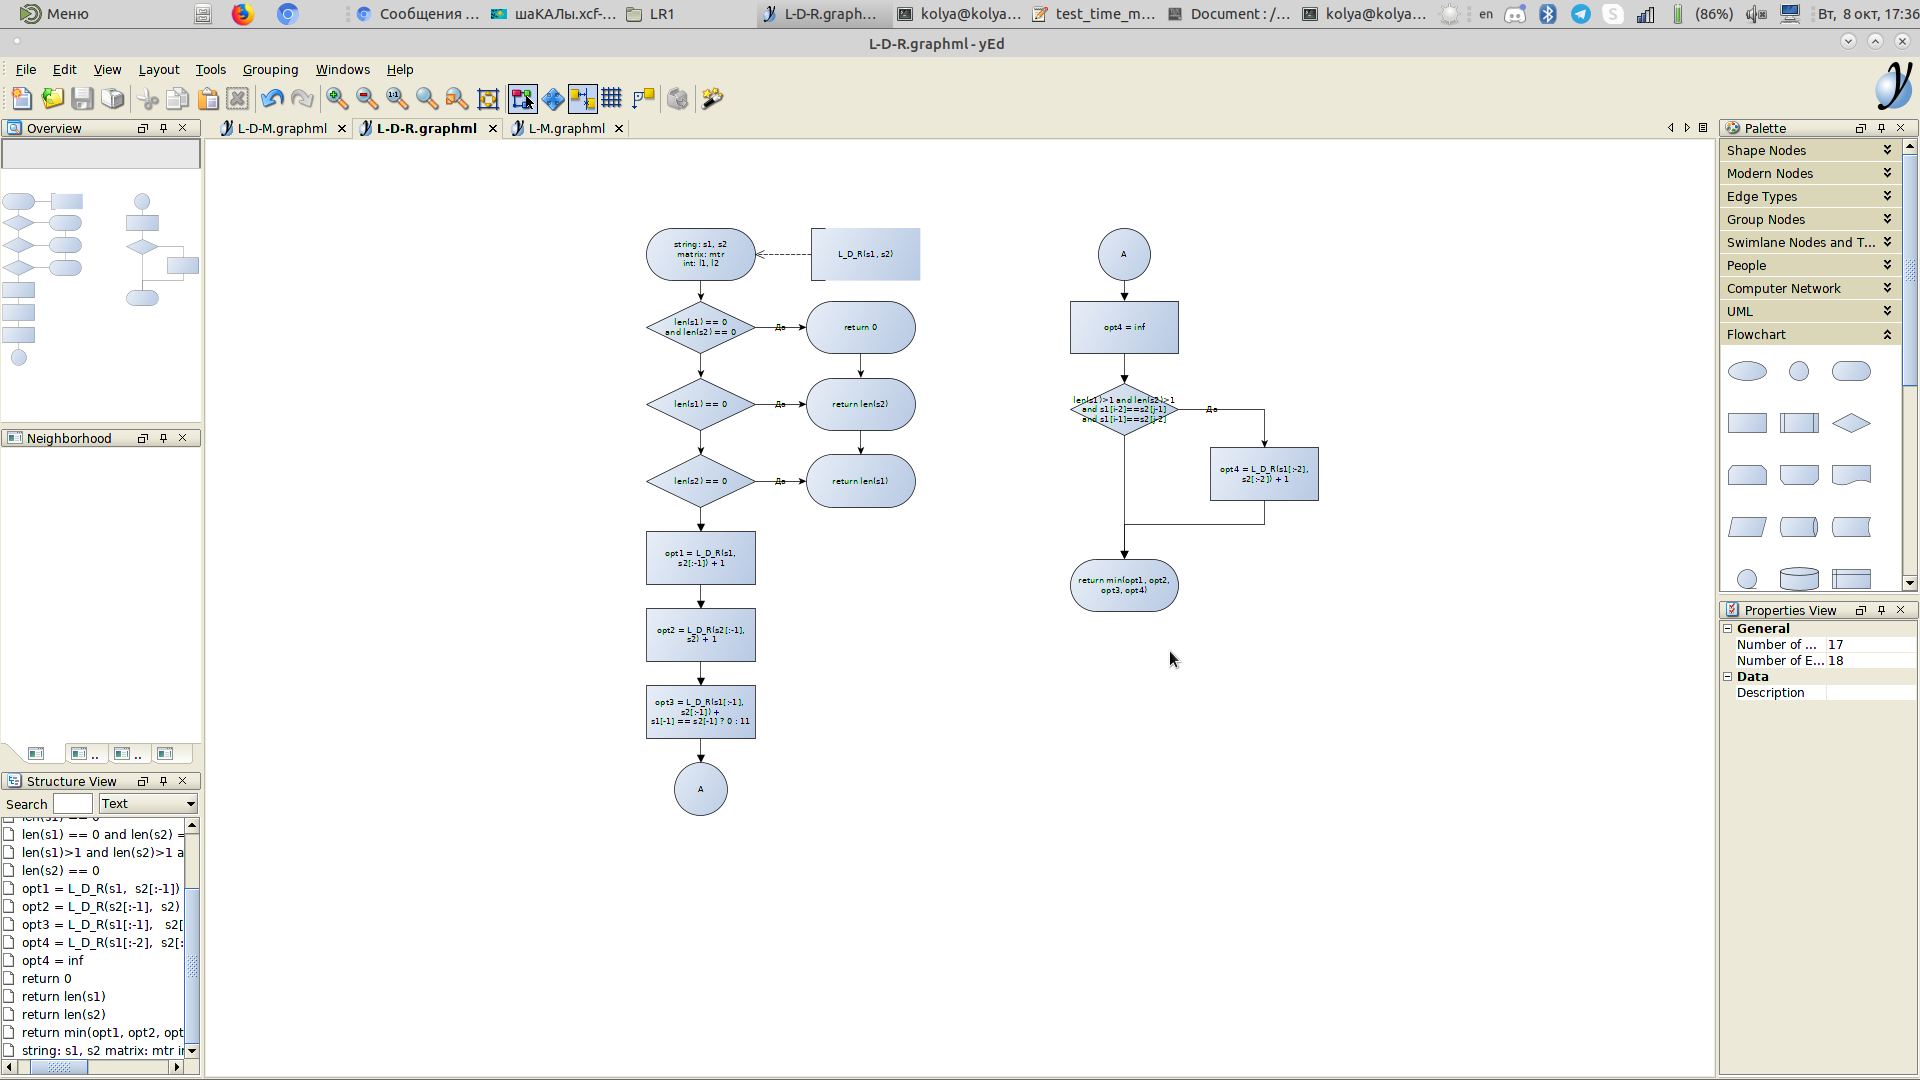 Меню
Сообщения ...
шаКАЛы.xcf-...
LR1
L-D-R.graph...
kolya@kolya...
test_time_m...
Document : /...
kolya@kolya...
en
(86%)
Вт, 8 окт, 17:36
L-D-R.graphml - yEd
File Edit View Layout Tools Grouping Windows Help
Overview
L-D-M.graphml
L-D-R.graphml
L-M.graphml
Palette
Shape Nodes
Modern Nodes
Edge Types
Group Nodes
Swimlane Nodes and T...
People
Computer Network
UML
Flowchart
string: s1, s2
matrix: mtr
int: l1, l2
L_D_R(s1, s2)
len(s1) == 0
and len(s2) == 0
Да
return 0
len(s1) == 0
Да
return len(s2)
len(s2) == 0
Да
return len(s1)
opt1 = L_D_R(s1,
s2[:-1]) + 1
opt2 = L_D_R(s2[:-1],
s2) + 1
opt3 = L_D_R(s1[:-1],
s2[:-1]) +
s1[-1] == s2[-1] ? 0 : 11
A
A
opt4 = inf
len(s1)>1 and len(s2)>1
and s1[i-2]==s2[j-1]
and s1[i-1]==s2[j-2]
Да
opt4 = L_D_R(s1[:-2],
s2[:-2]) + 1
return min(opt1, opt2,
opt3, opt4)
Neighborhood
Structure View
Search
Text
len(s1) == 0
len(s1) == 0 and len(s2) =
len(s1)>1 and len(s2)>1 a
len(s2) == 0
opt1 = L_D_R(s1, s2[:-1])
opt2 = L_D_R(s2[:-1], s2)
opt3 = L_D_R(s1[:-1], s2[
opt4 = L_D_R(s1[:-2], s2[:
opt4 = inf
return 0
return len(s1)
return len(s2)
return min(opt1, opt2, opt
string: s1, s2 matrix: mtr i
Properties View
General
Number of ... 17
Number of E... 18
Data
Description